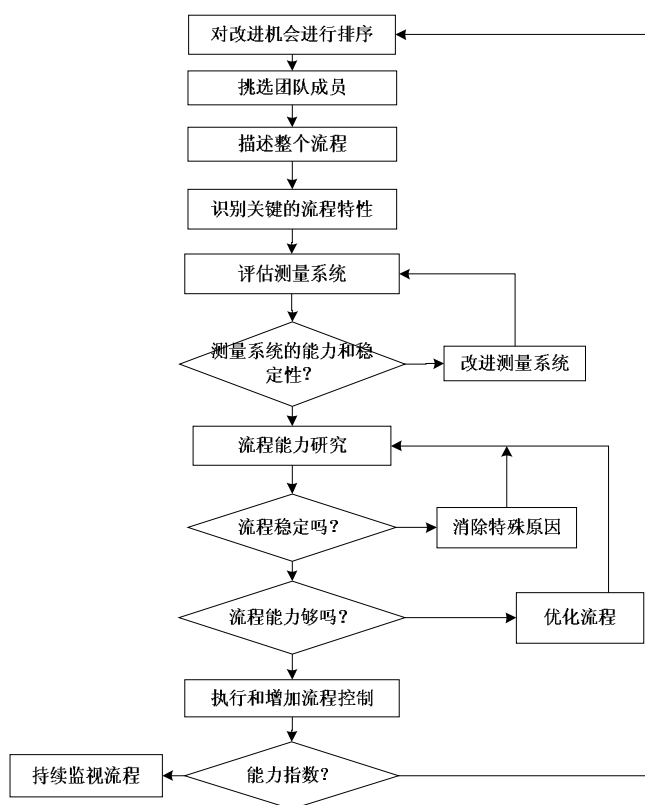 对改进机会进行排序
挑选团队成员
描述整个流程
识别关键的流程特性
评估测量系统
测量系统的能力和稳
定性？
改进测量系统
流程能力研究
流程稳定吗？
消除特殊原因
流程能力够吗？
优化流程
执行和增加流程控制
持续监视流程
能力指数？